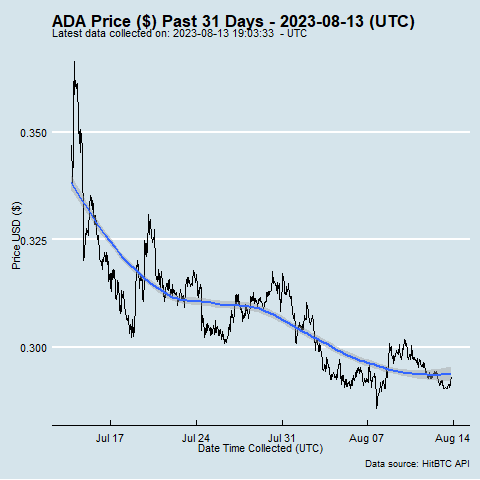 ADA Price ($) Past 31 Days - 2023-08-13 (UTC)
Latest data collected on: 2023-08-13 19:03:33 - UTC
Price USD ($)
0.350
0.325
0.300
Jul 17 Jul 24 Jul 31 Aug 07 Aug 14
Date Time Collected (UTC)
Data source: HitBTC API